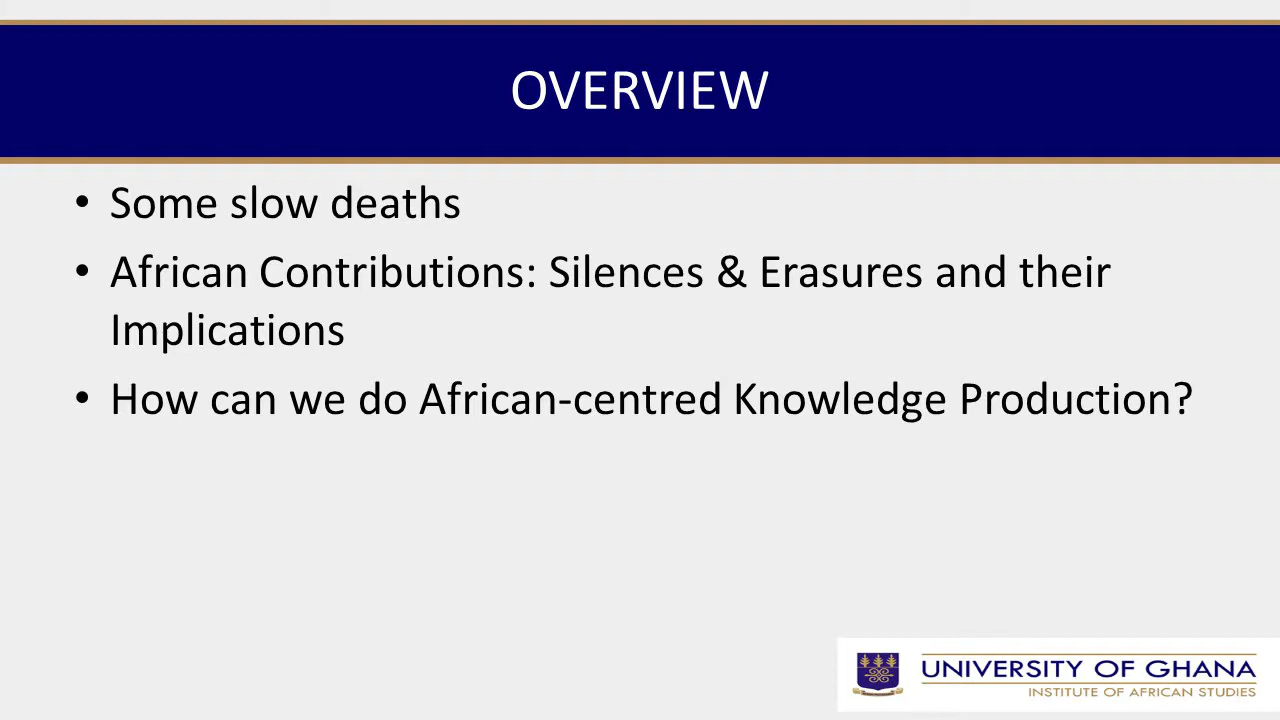 OVERVIEW
• Some slow deaths
• African Contributions: Silences & Erasures and their
Implications
• How can we do African-centred Knowledge Production?
UNIVERSITY OF GHANA
INSTITUTE OF AFRICAN STUDIES